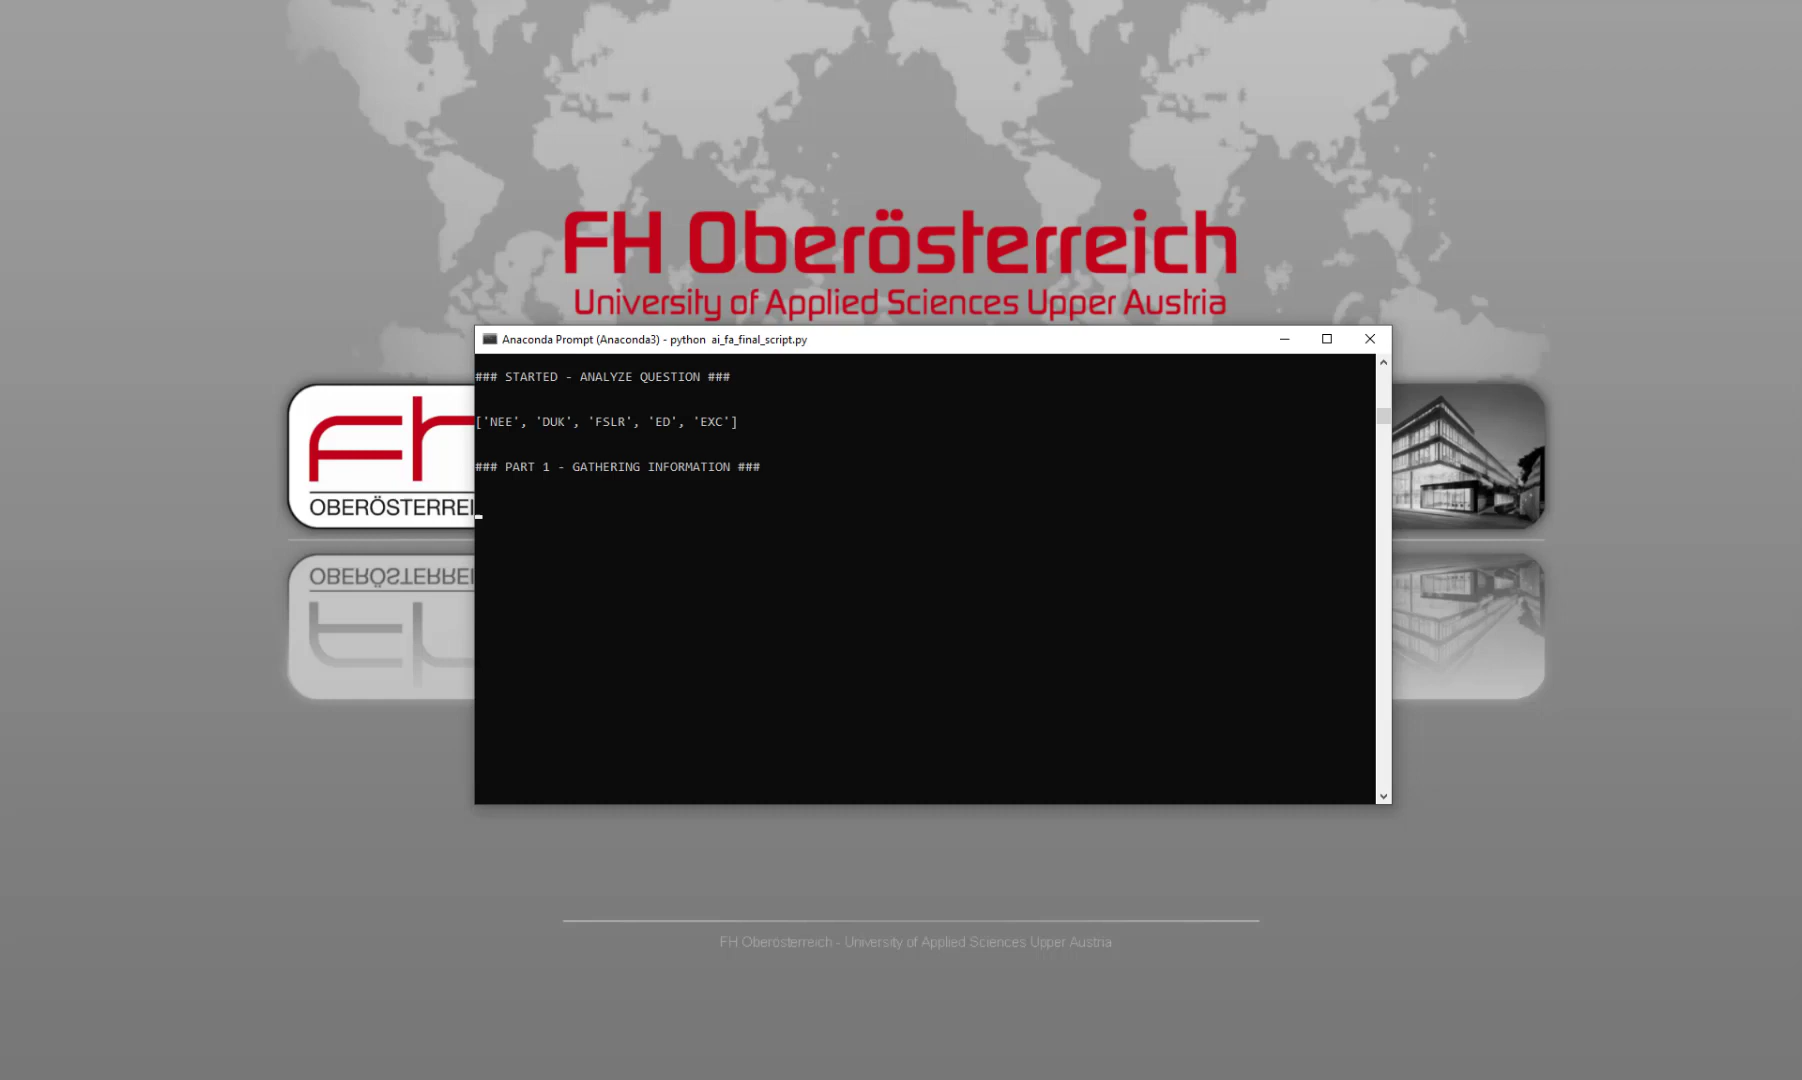 FH Oberösterreich
University of Applied Sciences Upper Austria
Anaconda Prompt (Anaconda3) - python  ai_fa_final_script.py
### STARTED - ANALYZE QUESTION ###
['NEE', 'DUK', 'FSLR', 'ED', 'EXC']
### PART 1 - GATHERING INFORMATION ###
fh
OBERÖSTERREI
FH Oberösterreich - University of Applied Sciences Upper Austria